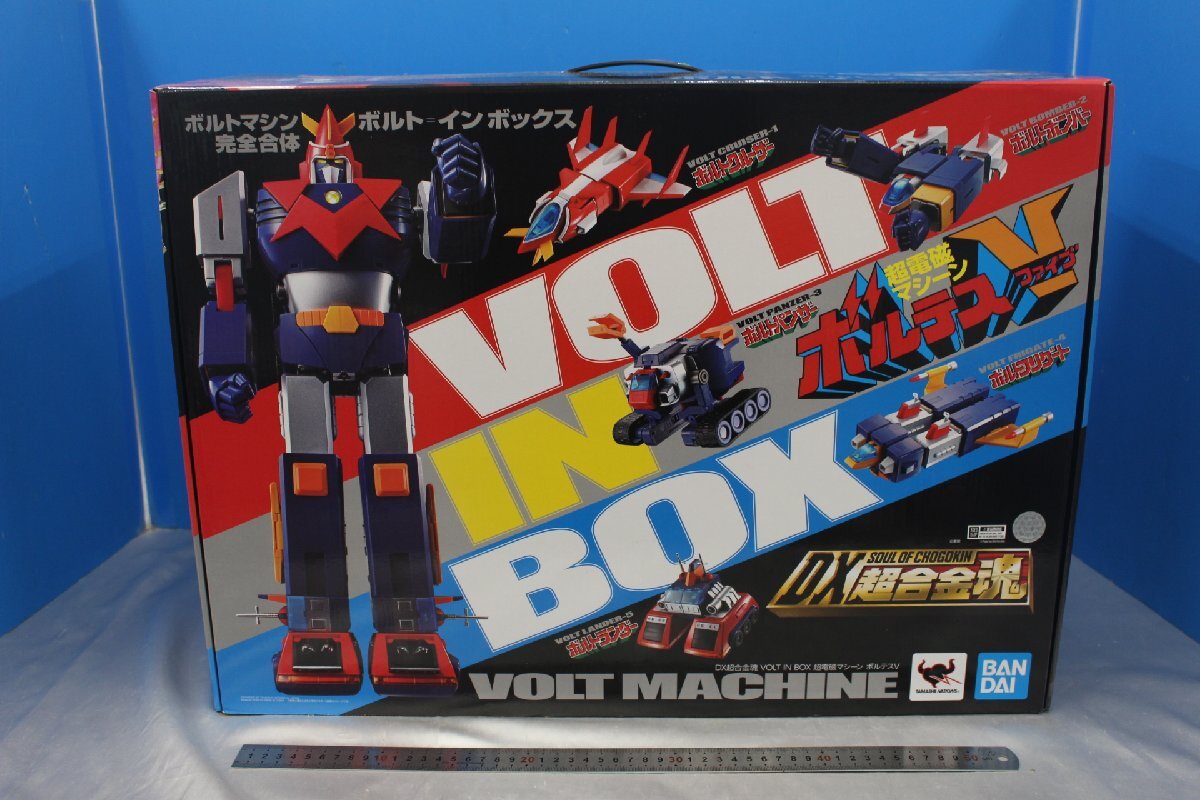 ボルトマシン
完全合体
ボルト＝イン ボックス
VOLT CRUISER-1
ボルトクルーザー
VOLT BOMBER-2
ボルトボンバー
VOLT
IN
BOX
超電磁
マシーン
ボルテスV
ファイブ
VOLT PANZER-3
ボルトパンザー
VOLT FRIGATE-4
ボルトフリゲート
VOLT LANDER-5
ボルトランダー
DX
SOUL OF CHOGOKIN
超合金魂
DX超合金魂 VOLT IN BOX 超電磁マシーン ボルテスV
VOLT MACHINE
TAMASHII NATIONS
BAN
DAI